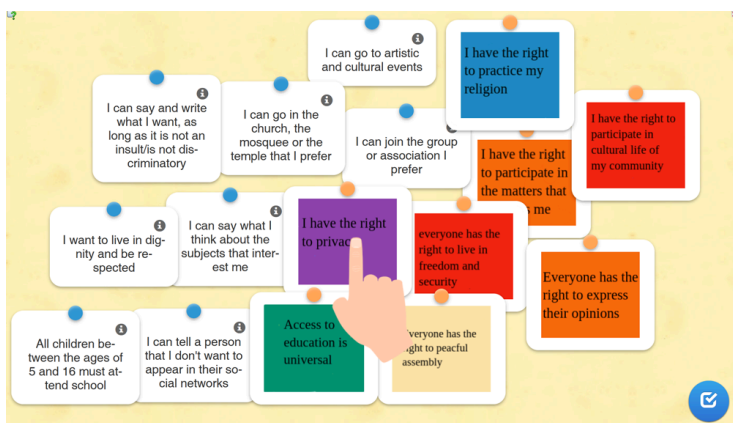 I can go to artistic
and cultural events
I have the right
to practice my
religion
I can say and write
what I want, as
long as it is not an
insult/is not dis-
criminatory
I can go in the
church, the
mosquee or the
temple that I prefer
I can join the group
or association I
prefer
I have the right
to participate in
the matters that
me
I have the right to
participate in
cultural life of
my community
I want to live in dig-
nity and be re-
spected
I can say what I
think about the
subjects that inter-
est me
I have the right
to privacy
everyone has the
right to live in
freedom and
security
Everyone has the
right to express
their opinions
All children be-
tween the ages of
5 and 16 must at-
tend school
I can tell a person
that I don't want to
appear in their so-
cial networks
Access to
education is
universal
Everyone has the
right to peacful
assembly